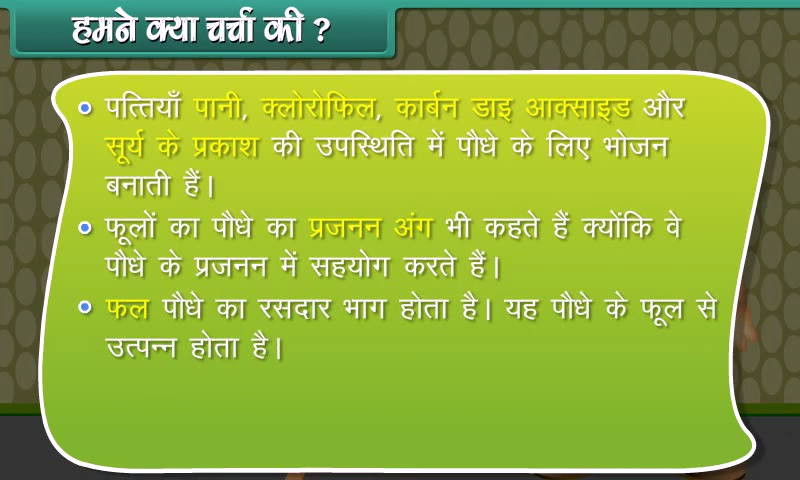 हमने क्या चर्चा की ?
पत्तियाँ पानी, क्लोरोफिल, कार्बन डाइ आक्साइड और
सूर्य के प्रकाश की उपस्थिति में पौधे के लिए भोजन
बनाती हैं।
फूलों का पौधे का प्रजनन अंग भी कहते हैं क्योंकि वे
पौधे के प्रजनन में सहयोग करते हैं।
फल पौधे का रसदार भाग होता है। यह पौधे के फूल से
उत्पन्न होता है।